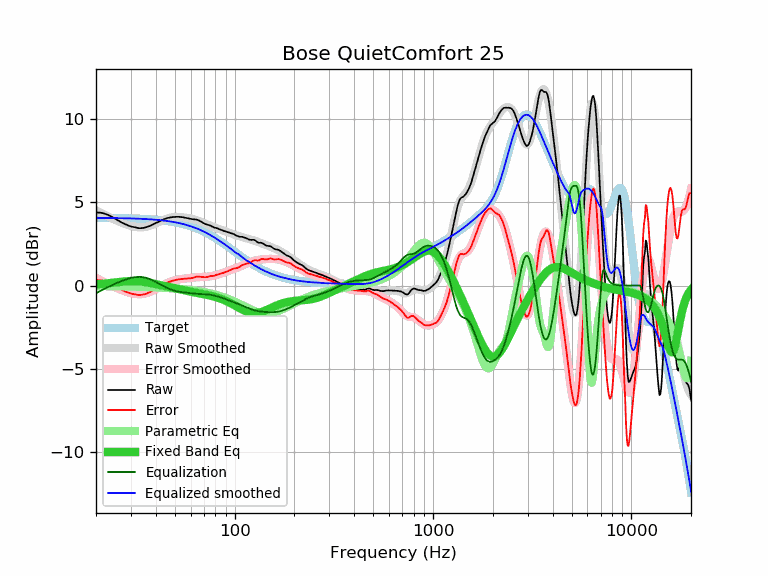 Bose QuietComfort 25
Amplitude (dBr)
10
5
0
−5
−10
Target
Raw Smoothed
Error Smoothed
Raw
Error
Parametric Eq
Fixed Band Eq
Equalization
Equalized smoothed
100
1000
10000
Frequency (Hz)